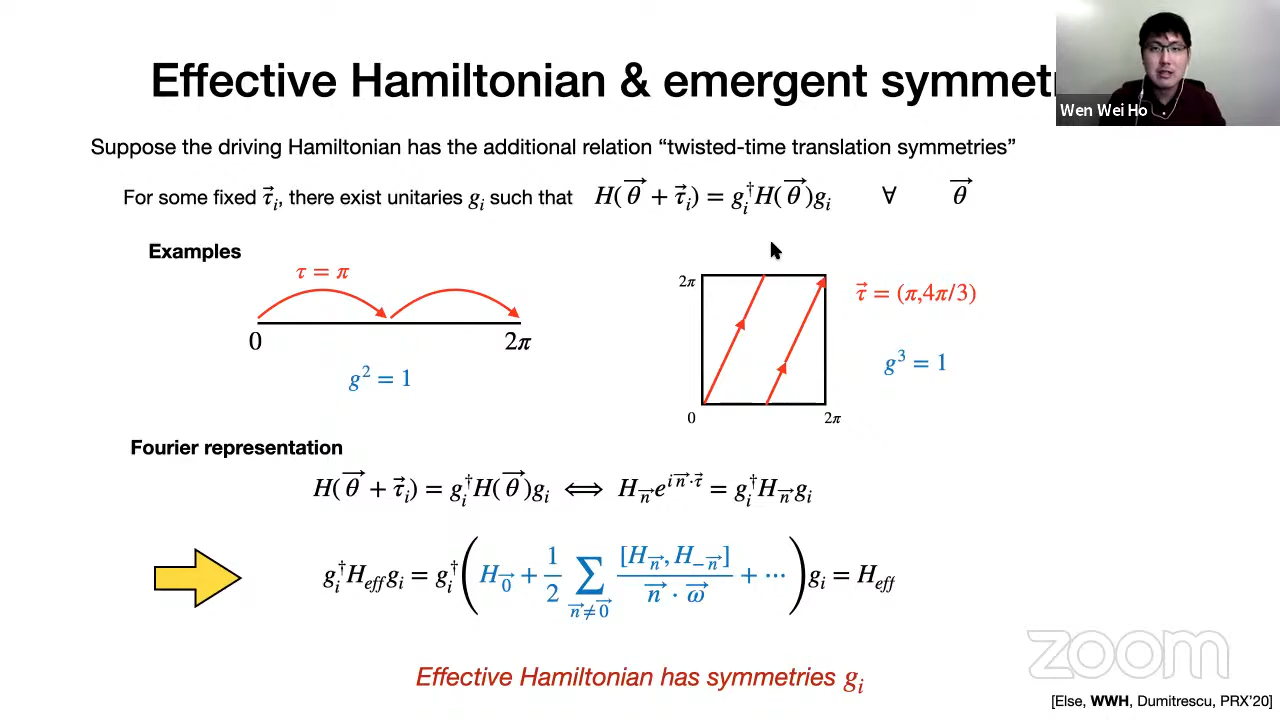 Effective Hamiltonian & emergent symmetr
Wen Wei Ho
Suppose the driving Hamiltonian has the additional relation “twisted-time translation symmetries”
For some fixed τ⃗ᵢ, there exist unitaries gᵢ such that H(θ⃗ + τ⃗ᵢ) = gᵢ†H(θ⃗)gᵢ ∀ θ⃗
Examples
τ = π
0 2π
g² = 1
2π
τ⃗ = (π,4π/3)
g³ = 1
0 2π
Fourier representation
H(θ⃗ + τ⃗ᵢ) = gᵢ†H(θ⃗)gᵢ ⟺ H_n⃗ e^{i n⃗·τ⃗} = gᵢ†H_n⃗ gᵢ
gᵢ†H_eff gᵢ = gᵢ†( H_0⃗ + 1/2 ∑_{n⃗≠0⃗} [H_n⃗, H_−n⃗]/(n⃗ · ω⃗) + ··· )gᵢ = H_eff
Effective Hamiltonian has symmetries gᵢ
zoom
[Else, WWH, Dumitrescu, PRX’20]